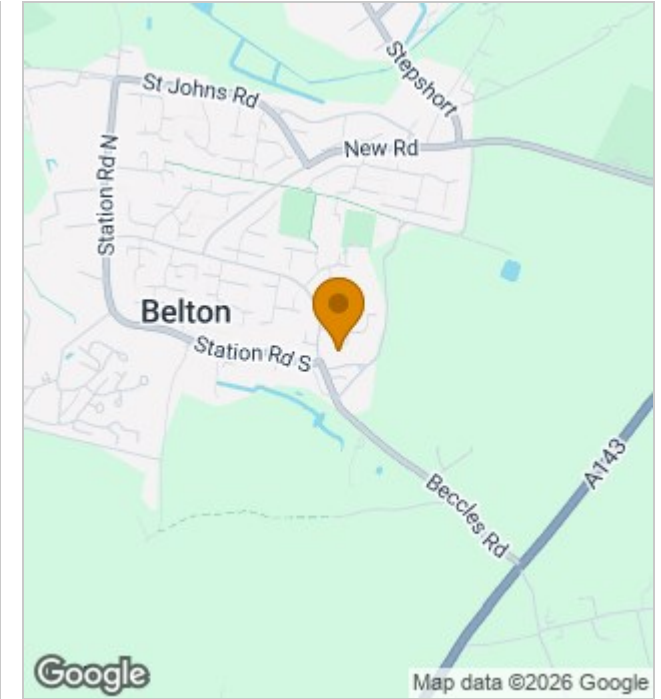 Stepshort
St Johns Rd
New Rd
Station Rd N
Belton
Station Rd S
A143
Beccles Rd
Google
Map data ©2026 Google